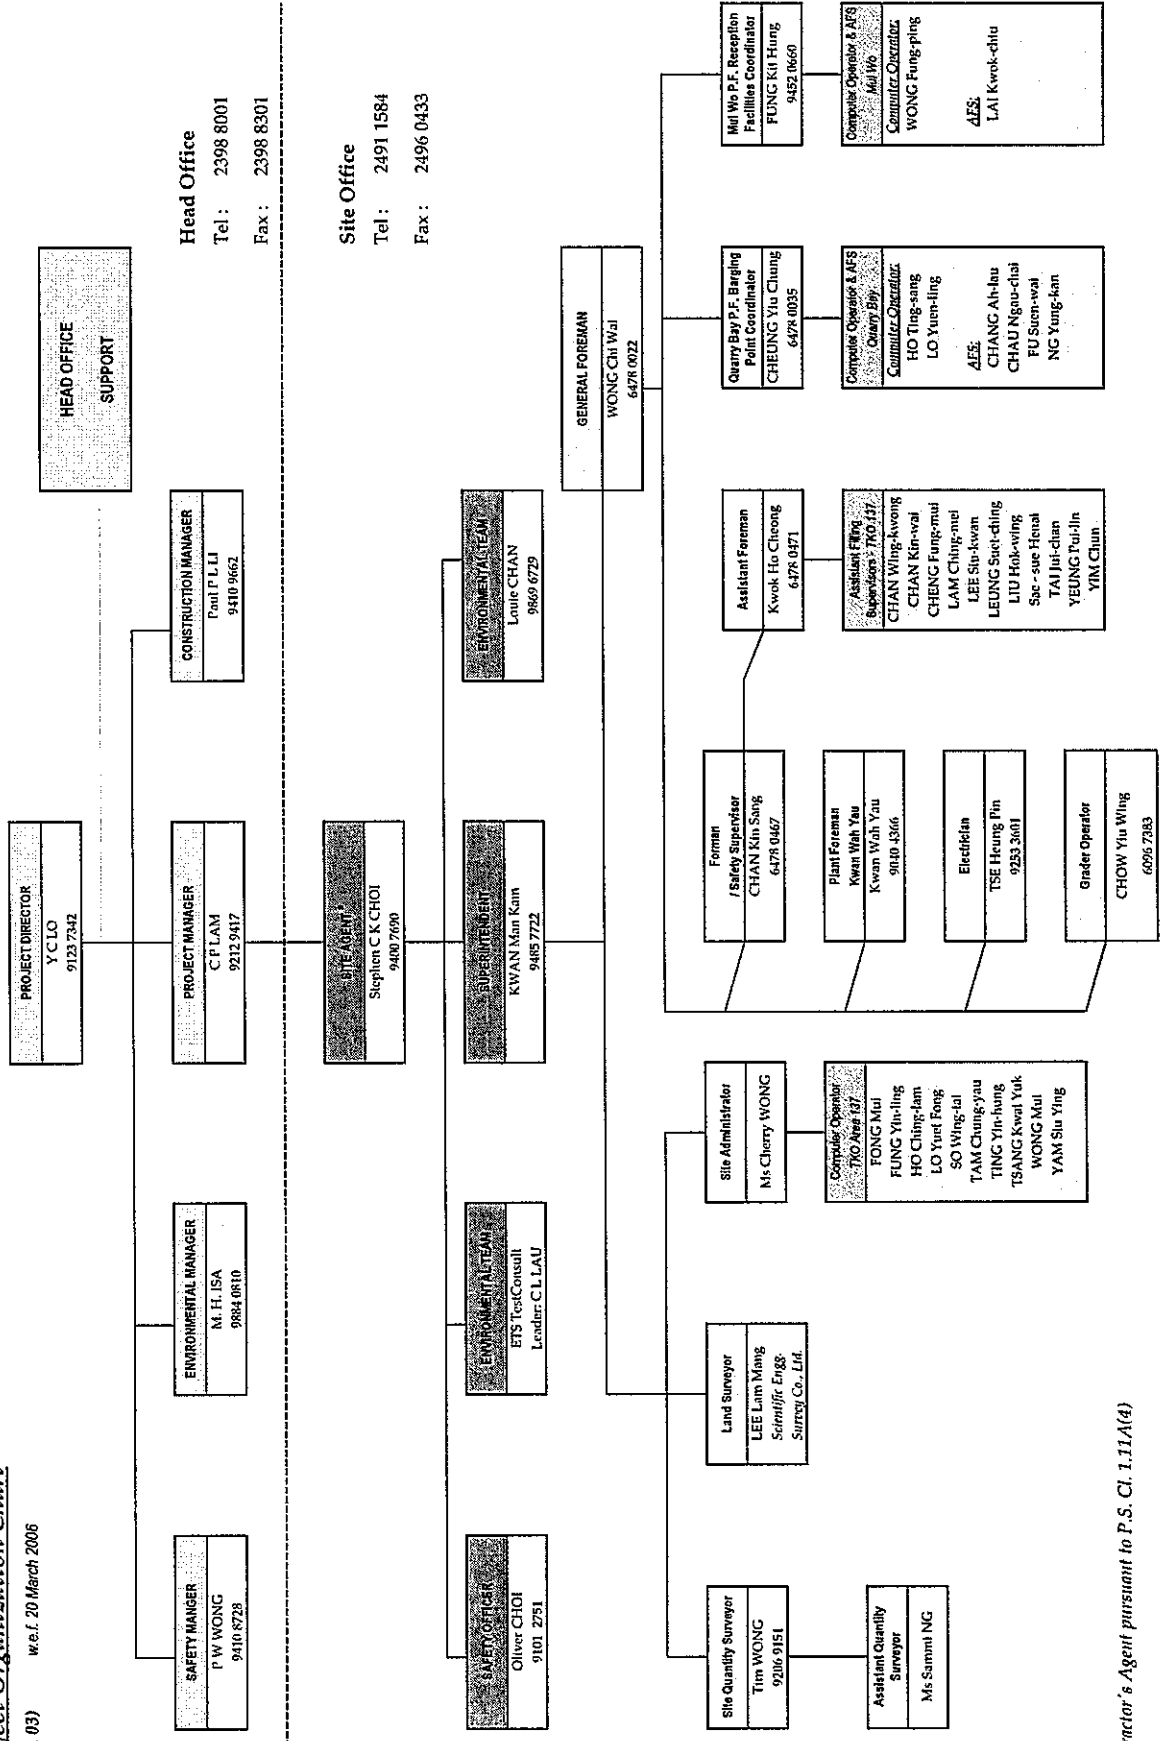 Organization Chart
03)
w.e.f. 20 March 2006
HEAD OFFICE
SUPPORT
PROJECT DIRECTOR
Y C LO
9123 7342
Head Office
Tel : 2398 8001
Fax : 2398 8301
SAFETY MANGER
P W WONG
9410 8728
ENVIRONMENTAL MANAGER
M. H. ISA
9884 0810
PROJECT MANAGER
C P LAM
9212 9417
CONSTRUCTION MANAGER
Paul P L LI
9410 9662
Site Office
Tel : 2491 1584
Fax : 2496 0433
SITE AGENT*
Stephen C K CHOI
9400 7690
SAFETY OFFICER
Oliver CHOI
9101 2751
ENVIRONMENTAL TEAM
ETS TestConsult
Leader: C L LAU
SUPERINTENDENT
KWAN Man Kam
9485 7722
ENVIRONMENTAL TEAM
Louie CHAN
9869 6729
GENERAL FOREMAN
WONG Chi Wai
6478 0022
Site Quantity Surveyor
Tim WONG
9206 9151
Assistant Quantity
Surveyor
Ms Sammi NG
Land Surveyor
LEE Lam Mang
Scientific Engg.
Survey Co., Ltd.
Site Administrator
Ms Cherry WONG
Computer Operator
TKO Area 137
FONG Mui
FUNG Yin-ling
HO Ching-lam
LO Yuet Fong
SO Wing-lai
TAM Chung-yau
TING Yin-hung
TSANG Kwai Yuk
WONG Mui
YAM Siu Ying
Forman
/ Safety Supervisor
CHAN Kin Sang
6478 0467
Plant Foreman
Kwan Wah Yau
Kwan Wah Yau
9040 4366
Electrician
TSE Heung Pin
9253 3601
Grader Operator
CHOW Yiu Wing
6096 7383
Assistant Foreman
Kwok Ho Cheong
6478 0471
Assistant Filling
Supervisors - TKO 137
CHAN Wing-kwong
CHAN Kin-wai
CHENG Fung-mui
LAM Ching-mei
LEE Siu-kwan
LEUNG Suet-ching
LIU Hok-wing
Sae - sue Henai
TAI Jui-chan
YEUNG Pui-lin
YIM Chun
Quarry Bay P.F. Barging
Point Coordinator
CHEUNG Yiu Chung
6478 0035
Computer Operator & AFS
Quarry Bay
Computer Operator:
HO Ting-sang
LO Yuen-ling
AFS:
CHANG Ah-lau
CHAU Ngau-chai
FU Suen-wai
NG Yung-kan
Mui Wo P.F. Reception
Facilities Coordinator
FUNG Kit Hung
9452 0660
Computer Operator & AFS
Mui Wo
Computer Operator:
WONG Fung-ping
AFS:
LAI Kwok-chiu
ractor's Agent pursuant to P.S. Cl. 1.11A(4)